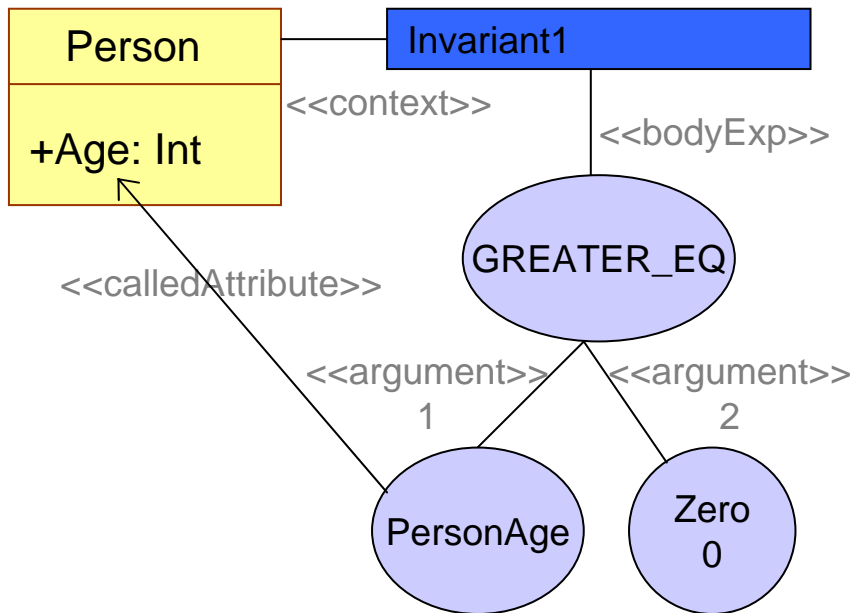 Person
Invariant1
<<context>>
+Age: Int
<<bodyExp>>
GREATER_EQ
<<calledAttribute>>
<<argument>>
1
<<argument>>
2
PersonAge
Zero
0